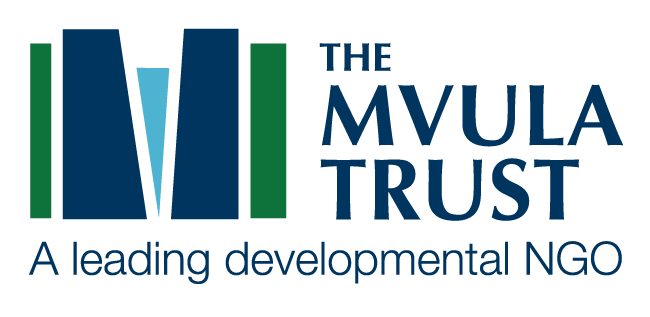 THE
MVULA
TRUST
A leading developmental NGO